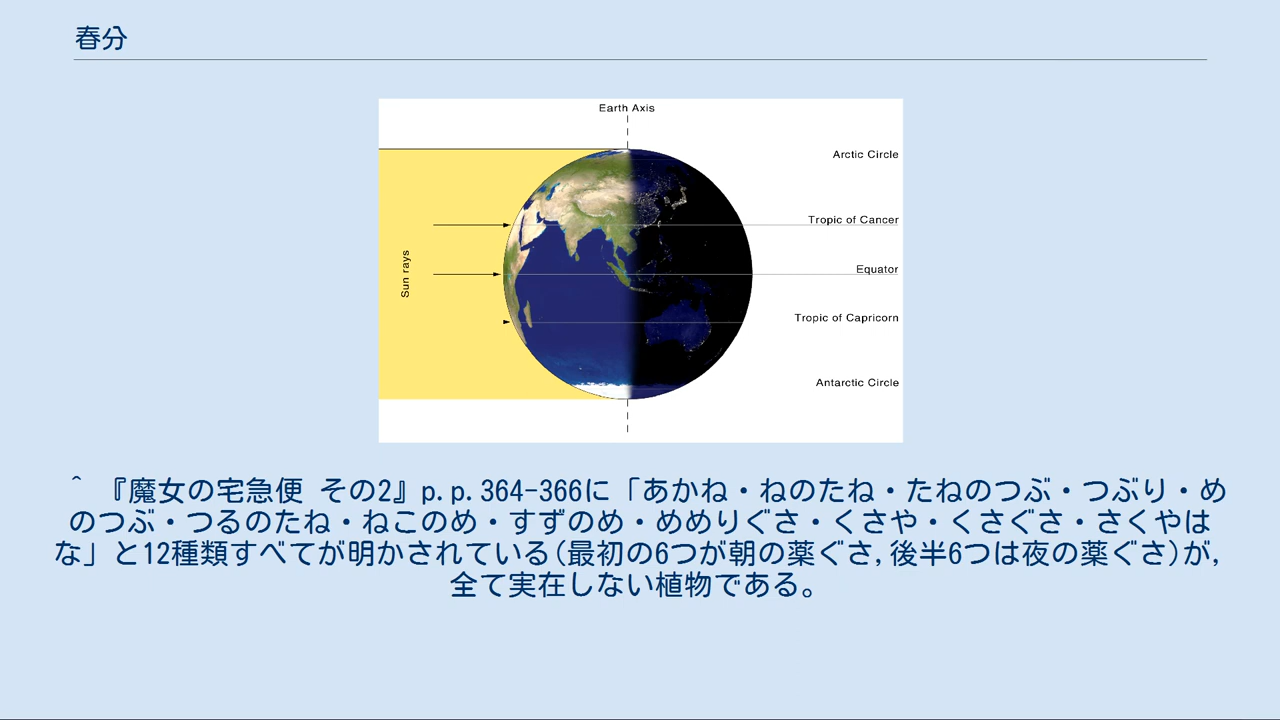 春分
Earth Axis
Arctic Circle
Tropic of Cancer
Sun rays
Equator
Tropic of Capricorn
Antarctic Circle
^ 『魔女の宅急便 その2』p.p.364-366に「あかね・ねのたね・たねのつぶ・つぶり・め
のつぶ・つるのたね・ねこのめ・すずのめ・めめりぐさ・くさや・くさぐさ・さくやは
な」と12種類すべてが明かされている(最初の6つが朝の薬ぐさ,後半6つは夜の薬ぐさ)が,
全て実在しない植物である。